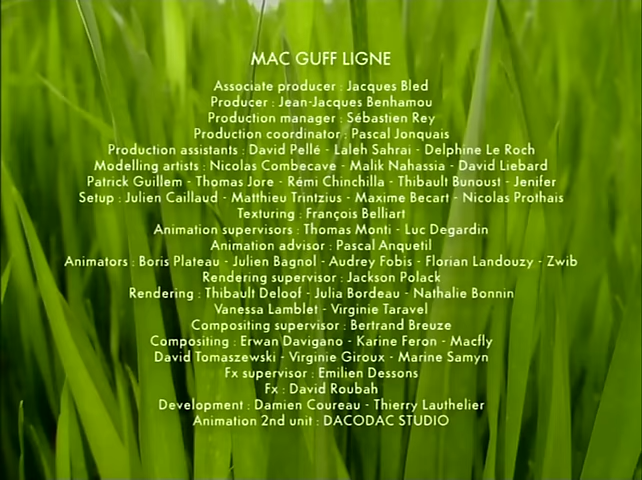 MAC GUFF LIGNE
Associate producer : Jacques Bled
Producer : Jean-Jacques Benhamou
Production manager : Sébastien Rey
Production coordinator : Pascal Jonquais
Production assistants : David Pellé - Laleh Sahrai - Delphine Le Roch
Modelling artists : Nicolas Combecave - Malik Nahassia - David Liebard
Patrick Guillem - Thomas Jore - Rémi Chinchilla - Thibault Bunoust - Jenifer
Setup : Julien Caillaud - Matthieu Trintzius - Maxime Becart - Nicolas Prothais
Texturing : François Belliart
Animation supervisors : Thomas Monti - Luc Degardin
Animation advisor : Pascal Anquetil
Animators : Boris Plateau - Julien Bagnol - Audrey Fobis - Florian Landouzy - Zwib
Rendering supervisor : Jackson Polack
Rendering : Thibault Deloof - Julia Bordeau - Nathalie Bonnin
Vanessa Lamblet - Virginie Taravel
Compositing supervisor : Bertrand Breuze
Compositing : Erwan Davigano - Karine Feron - Macfly
David Tomaszewski - Virginie Giroux - Marine Samyn
Fx supervisor : Emilien Dessons
Fx : David Roubah
Development : Damien Coureau - Thierry Lauthelier
Animation 2nd unit : DACODAC STUDIO